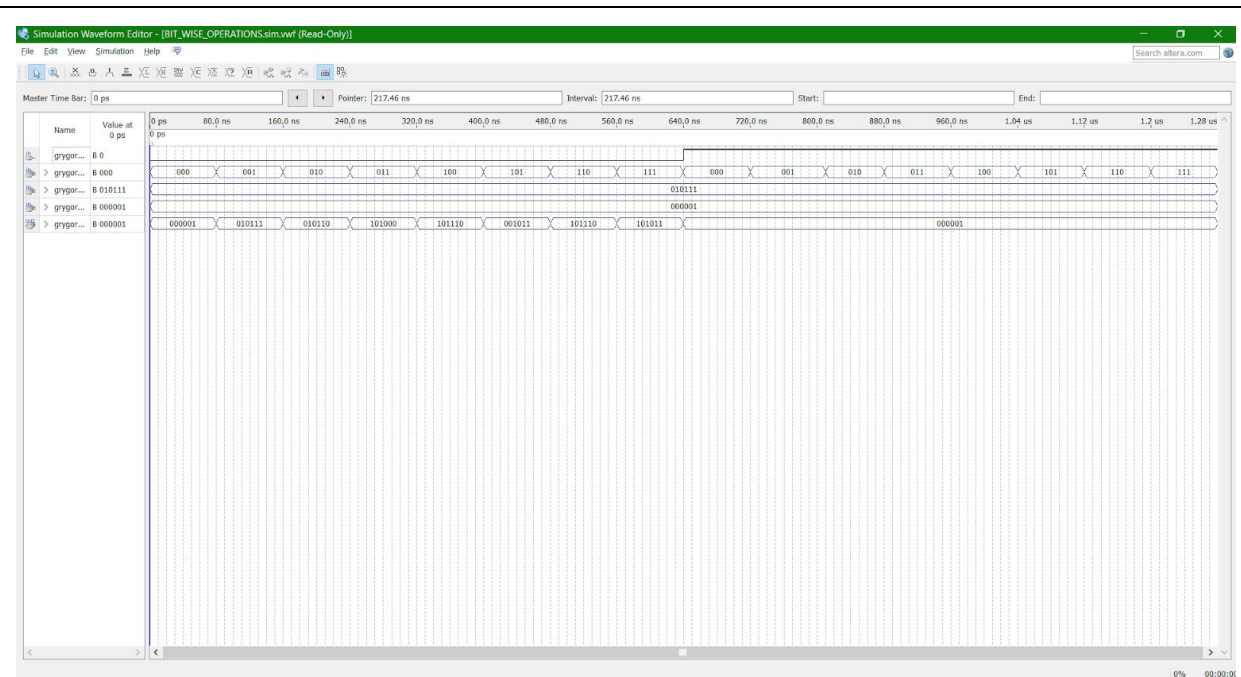 Simulation Waveform Editor - [BIT_WISE_OPERATIONS.sim.vwf (Read-Only)]
File Edit View Simulation Help
Search altera.com
Master Time Bar: 0 ps Pointer: 217.46 ns Interval: 217.46 ns Start: End:
Name Value at 0 ps
0 ps 80,0 ns 160,0 ns 240,0 ns 320,0 ns 400,0 ns 480,0 ns 560,0 ns 640,0 ns 720,0 ns 800,0 ns 880,0 ns 960,0 ns 1.04 us 1.12 us 1.2 us 1.28 us
0 ps
grygor... B 0
grygor... B 000 000 001 010 011 100 101 110 111 000 001 010 011 100 101 110 111
grygor... B 010111 010111
grygor... B 000001 000001
grygor... B 000001 000001 010111 010110 101000 101110 001011 101110 101011 000001
0% 00:00:00